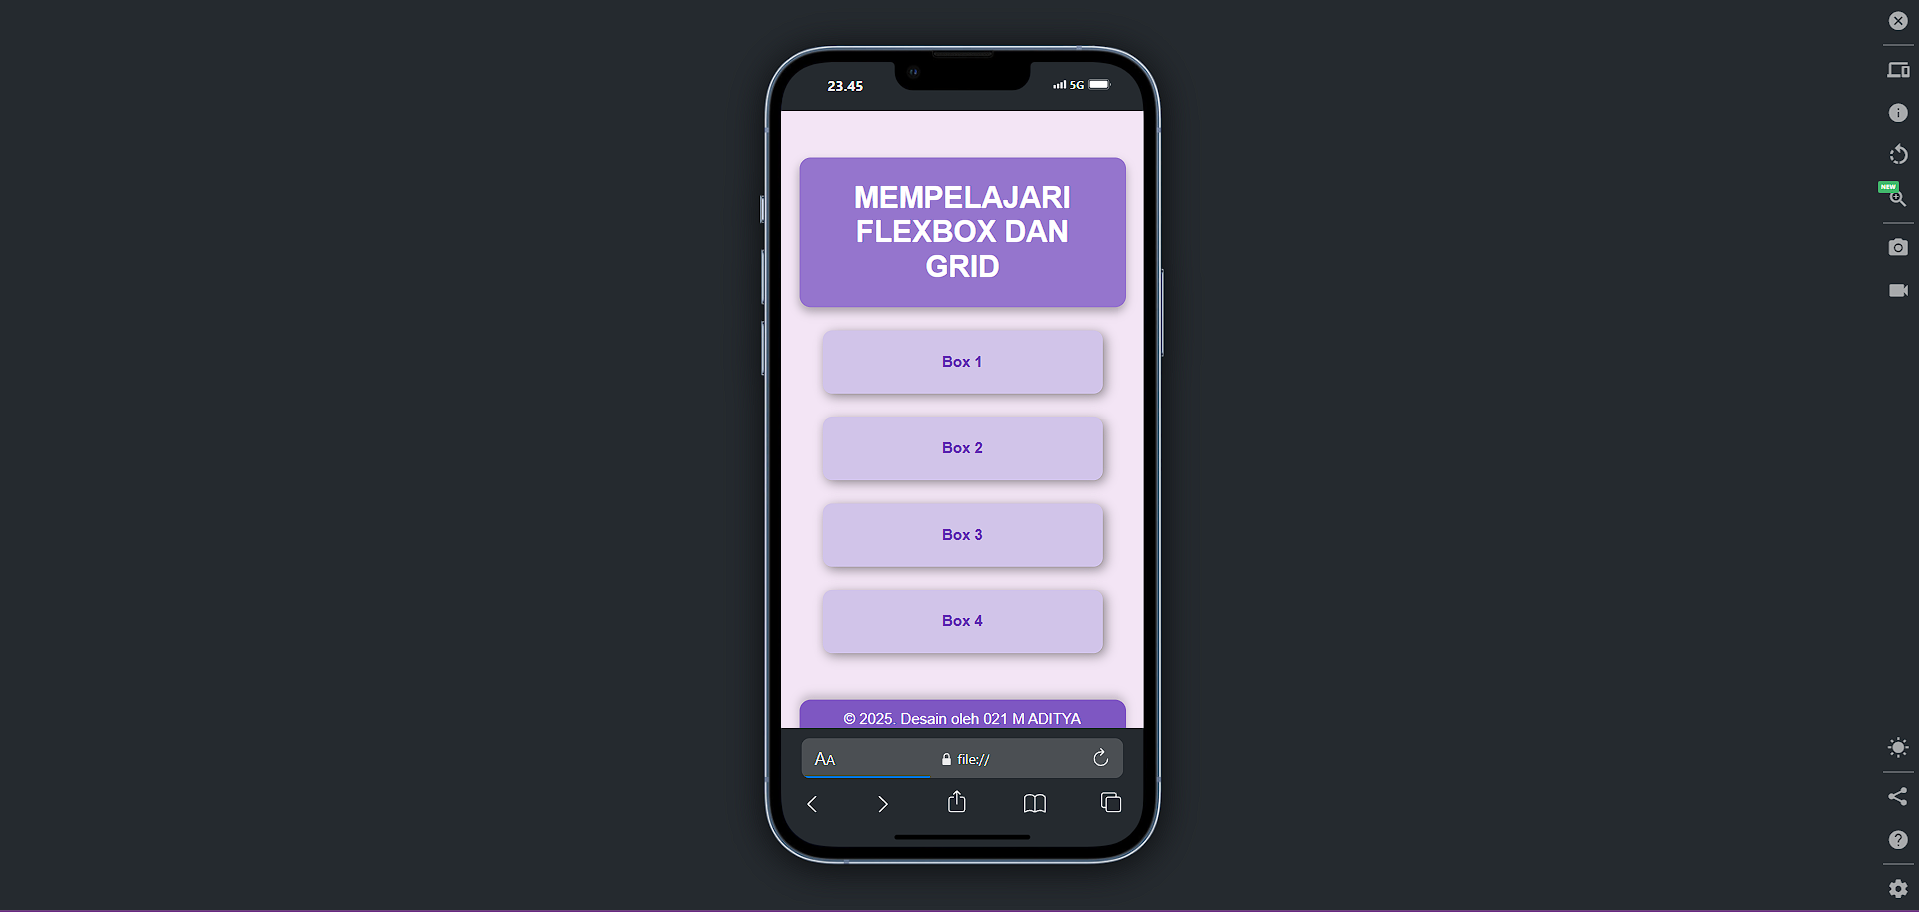 23.45
5G
NEW
MEMPELAJARI
FLEXBOX DAN
GRID
Box 1
Box 2
Box 3
Box 4
© 2025. Desain oleh 021 M ADITYA
AA
file://